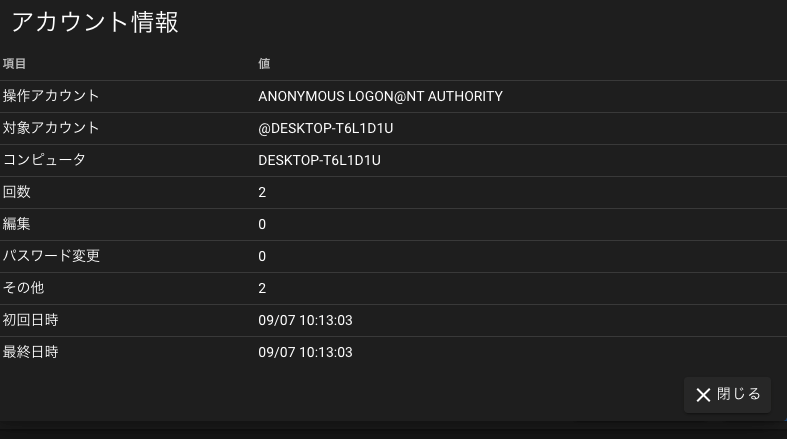 アカウント情報
項目 値
操作アカウント ANONYMOUS LOGON@NT AUTHORITY
対象アカウント @DESKTOP-T6L1D1U
コンピュータ DESKTOP-T6L1D1U
回数 2
編集 0
パスワード変更 0
その他 2
初回日時 09/07 10:13:03
最終日時 09/07 10:13:03
閉じる